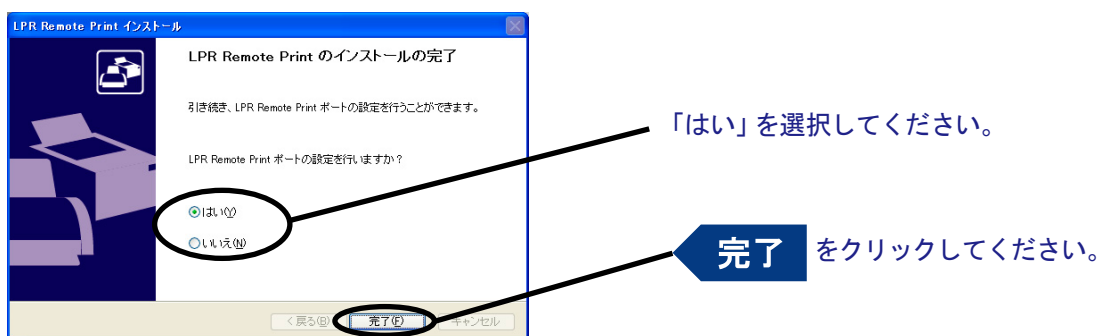 LPR Remote Print インストール
LPR Remote Print のインストールの完了
引き続き、LPR Remote Print ポートの設定を行うことができます。
LPR Remote Print ポートの設定を行いますか?
はい(Y)
いいえ(N)
< 戻る(B)
完了(F)
キャンセル
「はい」を選択してください。
完了 をクリックしてください。